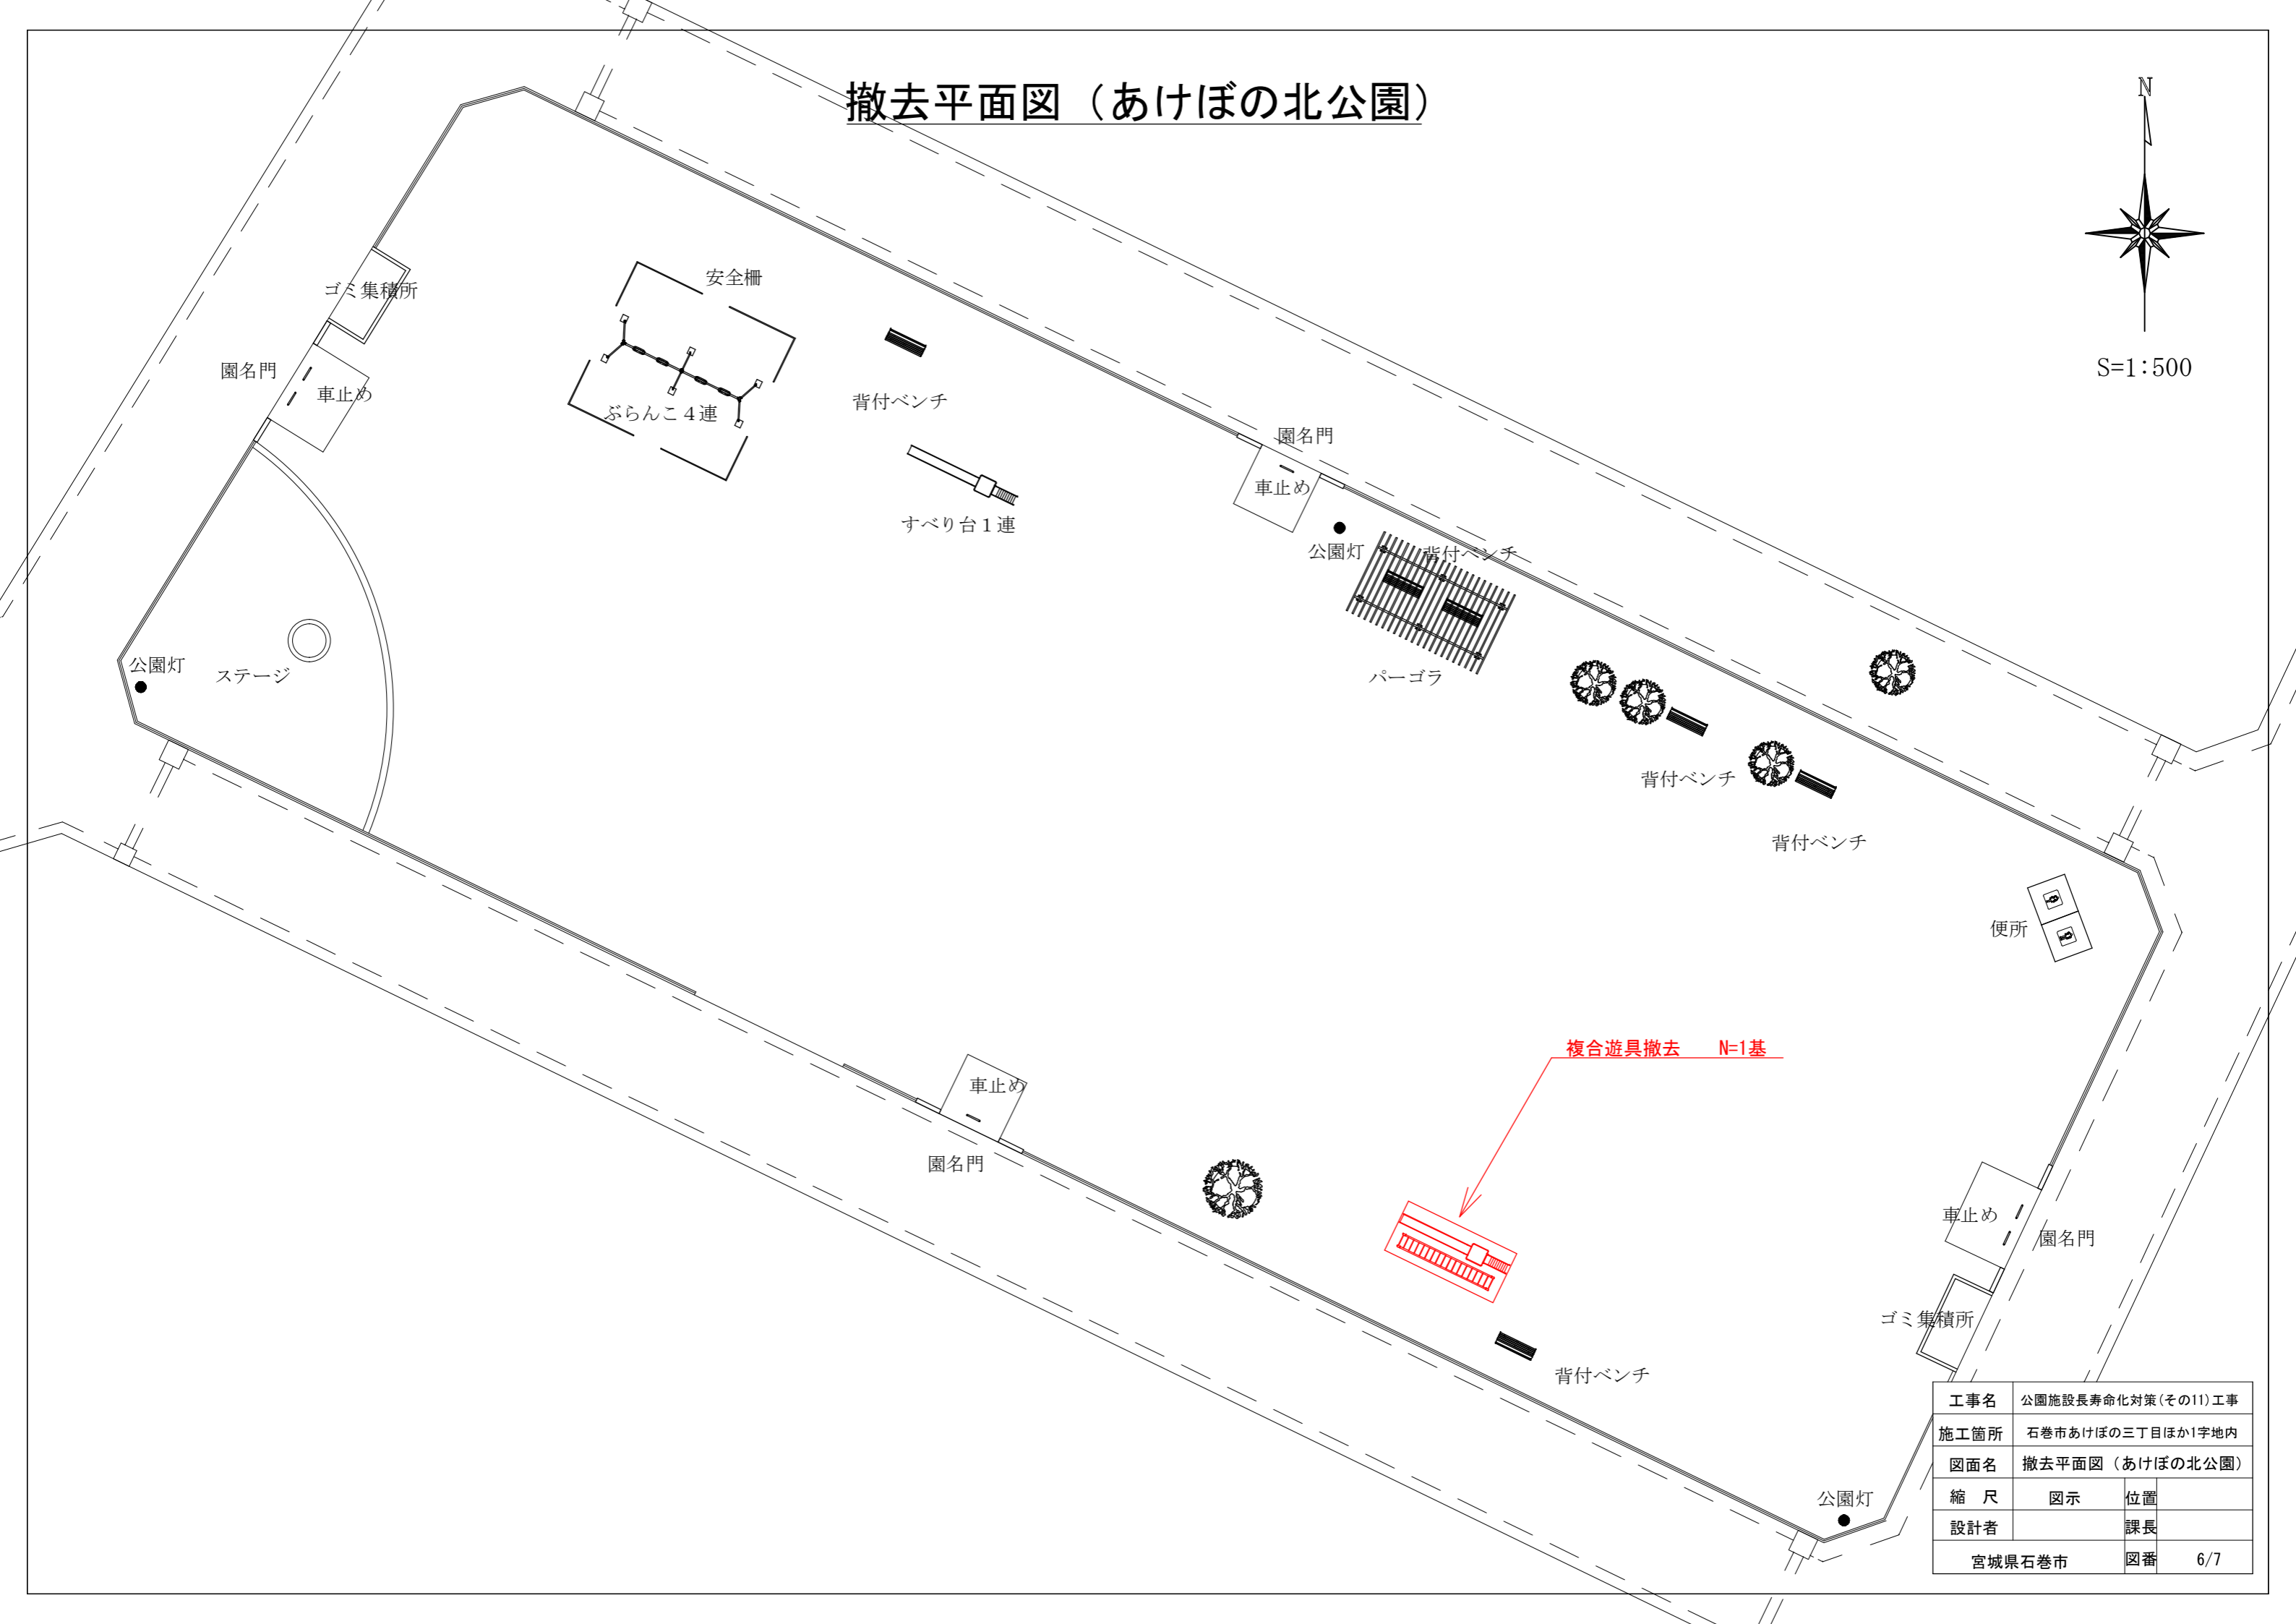 撤去平面図（あけぼの北公園）
N
S=1:500
安全柵
ゴミ集積所
園名門
車止め
ぶらんこ４連
背付ベンチ
すべり台１連
園名門
車止め
公園灯
背付ベンチ
パーゴラ
公園灯
ステージ
背付ベンチ
背付ベンチ
便所
複合遊具撤去　　N=1基
車止め
園名門
車止め
園名門
ゴミ集積所
背付ベンチ
公園灯
工事名 公園施設長寿命化対策(その11)工事
施工箇所 石巻市あけぼの三丁目ほか1字地内
図面名 撤去平面図（あけぼの北公園）
縮　尺 図示 位置
設計者 課長
宮城県石巻市 図番 6/7